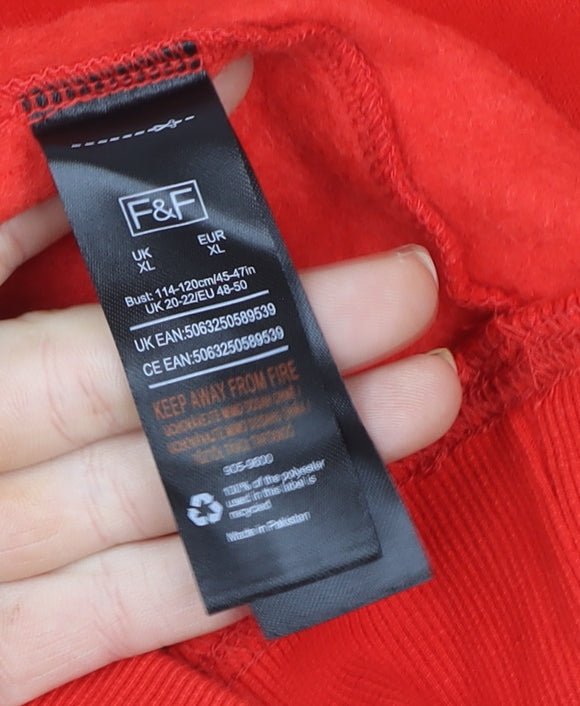 F&F
UK EUR
XL XL
Bust: 114-120cm/45-47in
UK 20-22/EU 48-50
UK EAN:5063250589539
CE EAN:5063250589539
KEEP AWAY FROM FIRE
100% of the polyester
used in this label is
recycled
Made in Pakistan